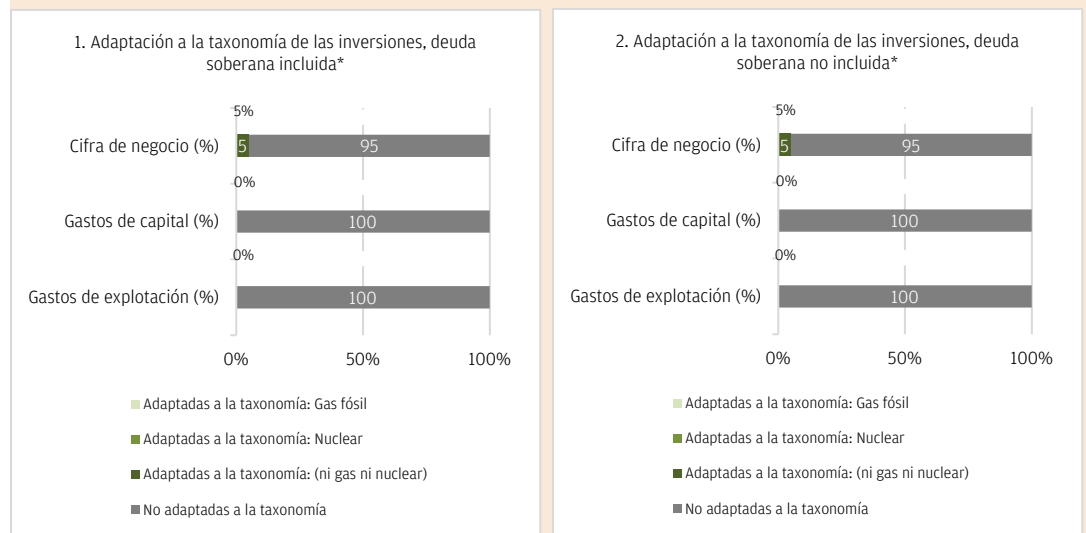 1. Adaptación a la taxonomía de las inversiones, deuda
soberana incluida*
5%
Cifra de negocio (%)
5
95
0%
Gastos de capital (%)
100
0%
Gastos de explotación (%)
100
0%
50%
100%
Adaptadas a la taxonomía: Gas fósil
Adaptadas a la taxonomía: Nuclear
Adaptadas a la taxonomía: (ni gas ni nuclear)
No adaptadas a la taxonomía
2. Adaptación a la taxonomía de las inversiones, deuda
soberana no incluida*
5%
Cifra de negocio (%)
5
95
0%
Gastos de capital (%)
100
0%
Gastos de explotación (%)
100
0%
50%
100%
Adaptadas a la taxonomía: Gas fósil
Adaptadas a la taxonomía: Nuclear
Adaptadas a la taxonomía: (ni gas ni nuclear)
No adaptadas a la taxonomía